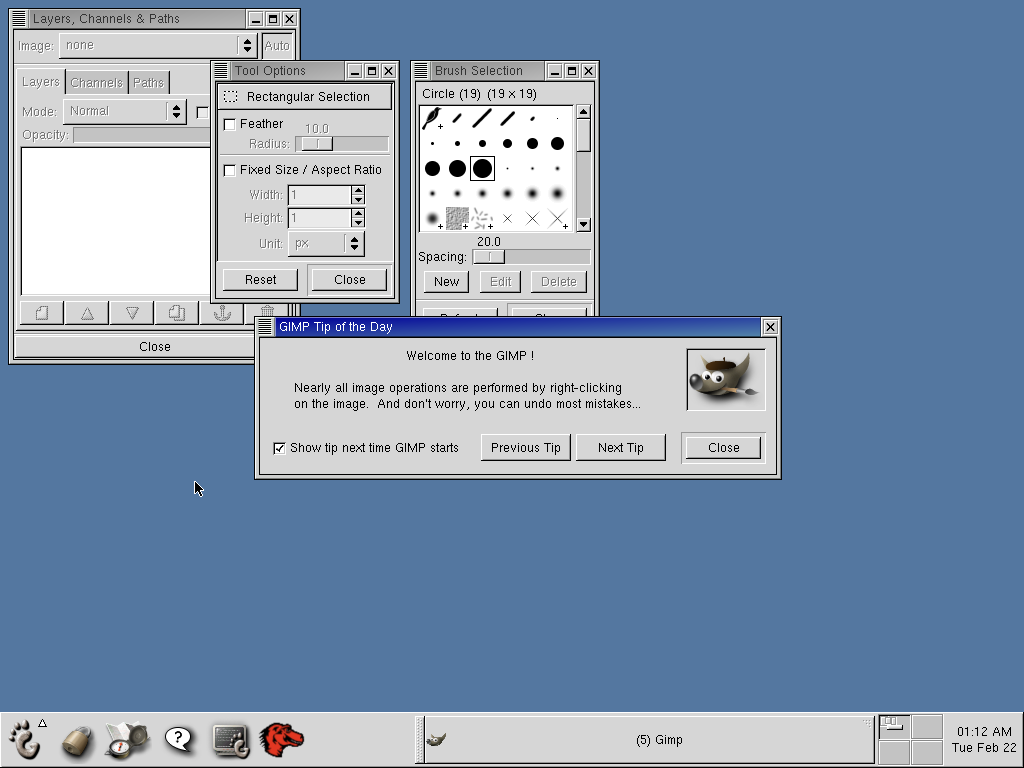 Layers, Channels & Paths
Image: none Auto
Layers Channels Paths
Mode: Normal
Opacity:
Close
Tool Options
Rectangular Selection
Feather
10.0
Radius:
Fixed Size / Aspect Ratio
Width: 1
Height: 1
Unit: px
Reset Close
Brush Selection
Circle (19) (19 × 19)
20.0
Spacing:
New Edit Delete
GIMP Tip of the Day
Welcome to the GIMP !
Nearly all image operations are performed by right-clicking
on the image. And don't worry, you can undo most mistakes...
Show tip next time GIMP starts Previous Tip Next Tip Close
(5) Gimp
01:12 AM
Tue Feb 22